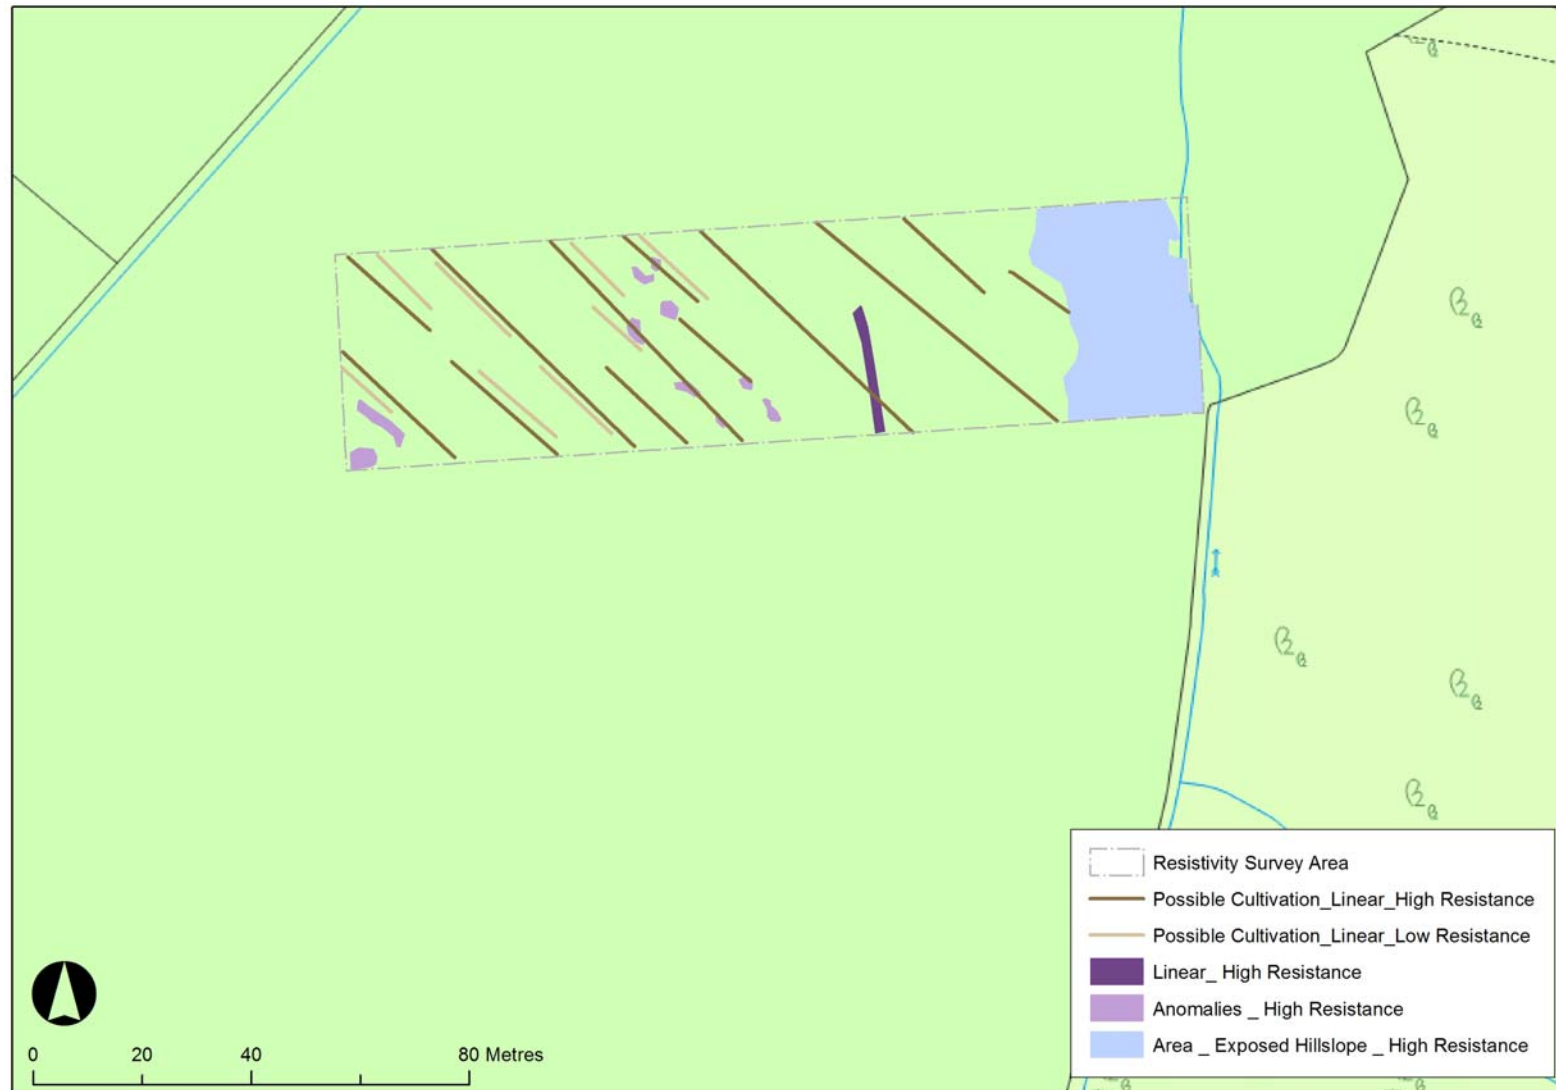 Resistivity Survey Area
Possible Cultivation_Linear_High Resistance
Possible Cultivation_Linear_Low Resistance
Linear_ High Resistance
Anomalies _ High Resistance
Area _ Exposed Hillslope _ High Resistance
0 20 40 80 Metres